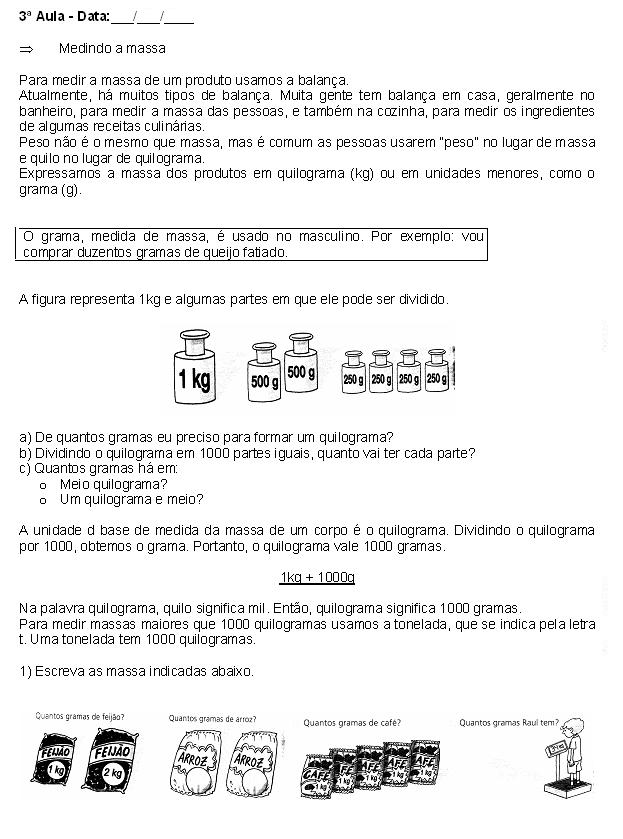 3ª Aula - Data:___/___/____
⇒ Medindo a massa
Para medir a massa de um produto usamos a balança.
Atualmente, há muitos tipos de balança. Muita gente tem balança em casa, geralmente no
banheiro, para medir a massa das pessoas, e também na cozinha, para medir os ingredientes
de algumas receitas culinárias.
Peso não é o mesmo que massa, mas é comum as pessoas usarem "peso" no lugar de massa
e quilo no lugar de quilograma.
Expressamos a massa dos produtos em quilograma (kg) ou em unidades menores, como o
grama (g).
O grama, medida de massa, é usado no masculino. Por exemplo: vou
comprar duzentos gramas de queijo fatiado.
A figura representa 1kg e algumas partes em que ele pode ser dividido.
1 kg 500 g 500 g 250 g 250 g 250 g 250 g
a) De quantos gramas eu preciso para formar um quilograma?
b) Dividindo o quilograma em 1000 partes iguais, quanto vai ter cada parte?
c) Quantos gramas há em:
o Meio quilograma?
o Um quilograma e meio?
A unidade d base de medida da massa de um corpo é o quilograma. Dividindo o quilograma
por 1000, obtemos o grama. Portanto, o quilograma vale 1000 gramas.
1kg + 1000g
Na palavra quilograma, quilo significa mil. Então, quilograma significa 1000 gramas.
Para medir massas maiores que 1000 quilogramas usamos a tonelada, que se indica pela letra
t. Uma tonelada tem 1000 quilogramas.
1) Escreva as massa indicadas abaixo.
Quantos gramas de feijão? Quantos gramas de arroz? Quantos gramas de café? Quantos gramas Raul tem?
FEIJÃO 1 kg FEIJÃO 2 kg ARROZ ARROZ CAFÉ 1 kg 1 kg 1 kg 1 kg